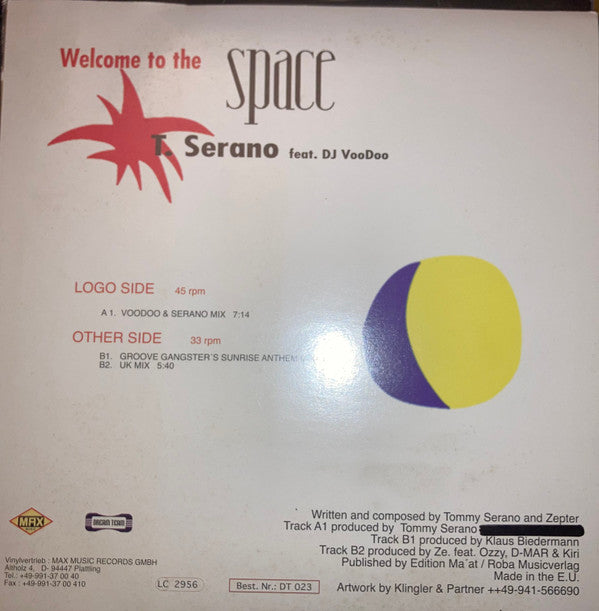 Welcome to the space
T. Serano feat. DJ VooDoo
LOGO SIDE 45 rpm
A 1. VOODOO & SERANO MIX 7:14
OTHER SIDE 33 rpm
B1. GROOVE GANGSTER'S SUNRISE ANTHEM
B2. UK MIX 5:40
Written and composed by Tommy Serano and Zepter
Track A1 produced by Tommy Serano
Track B1 produced by Klaus Biedermann
Track B2 produced by Ze. feat. Ozzy, D-MAR & Kiri
Published by Edition Ma´at / Roba Musicverlag
Made in the E.U.
Artwork by Klingler & Partner ++49-941-566690
MAX
DREAM TEAM
Vinylvertrieb : MAX MUSIC RECORDS GMBH
Altholz 4, D- 94447 Plattling
Tel.: +49-991-37 00 40
Fax : +49-991-37 00 410
LC 2956
Best. Nr.: DT 023